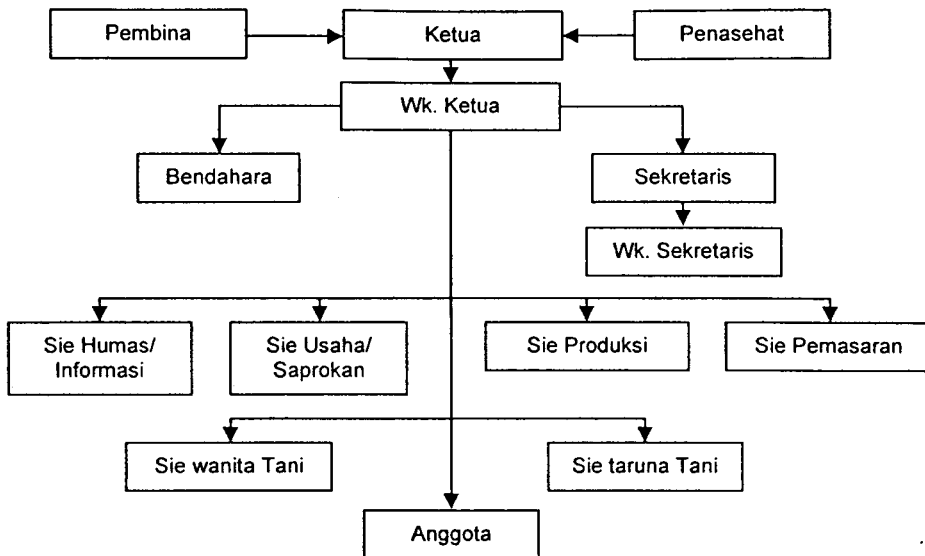 Pembina
Ketua
Penasehat
Wk. Ketua
Bendahara
Sekretaris
Wk. Sekretaris
Sie Humas/
Informasi
Sie Usaha/
Saprokan
Sie Produksi
Sie Pemasaran
Sie wanita Tani
Sie taruna Tani
Anggota